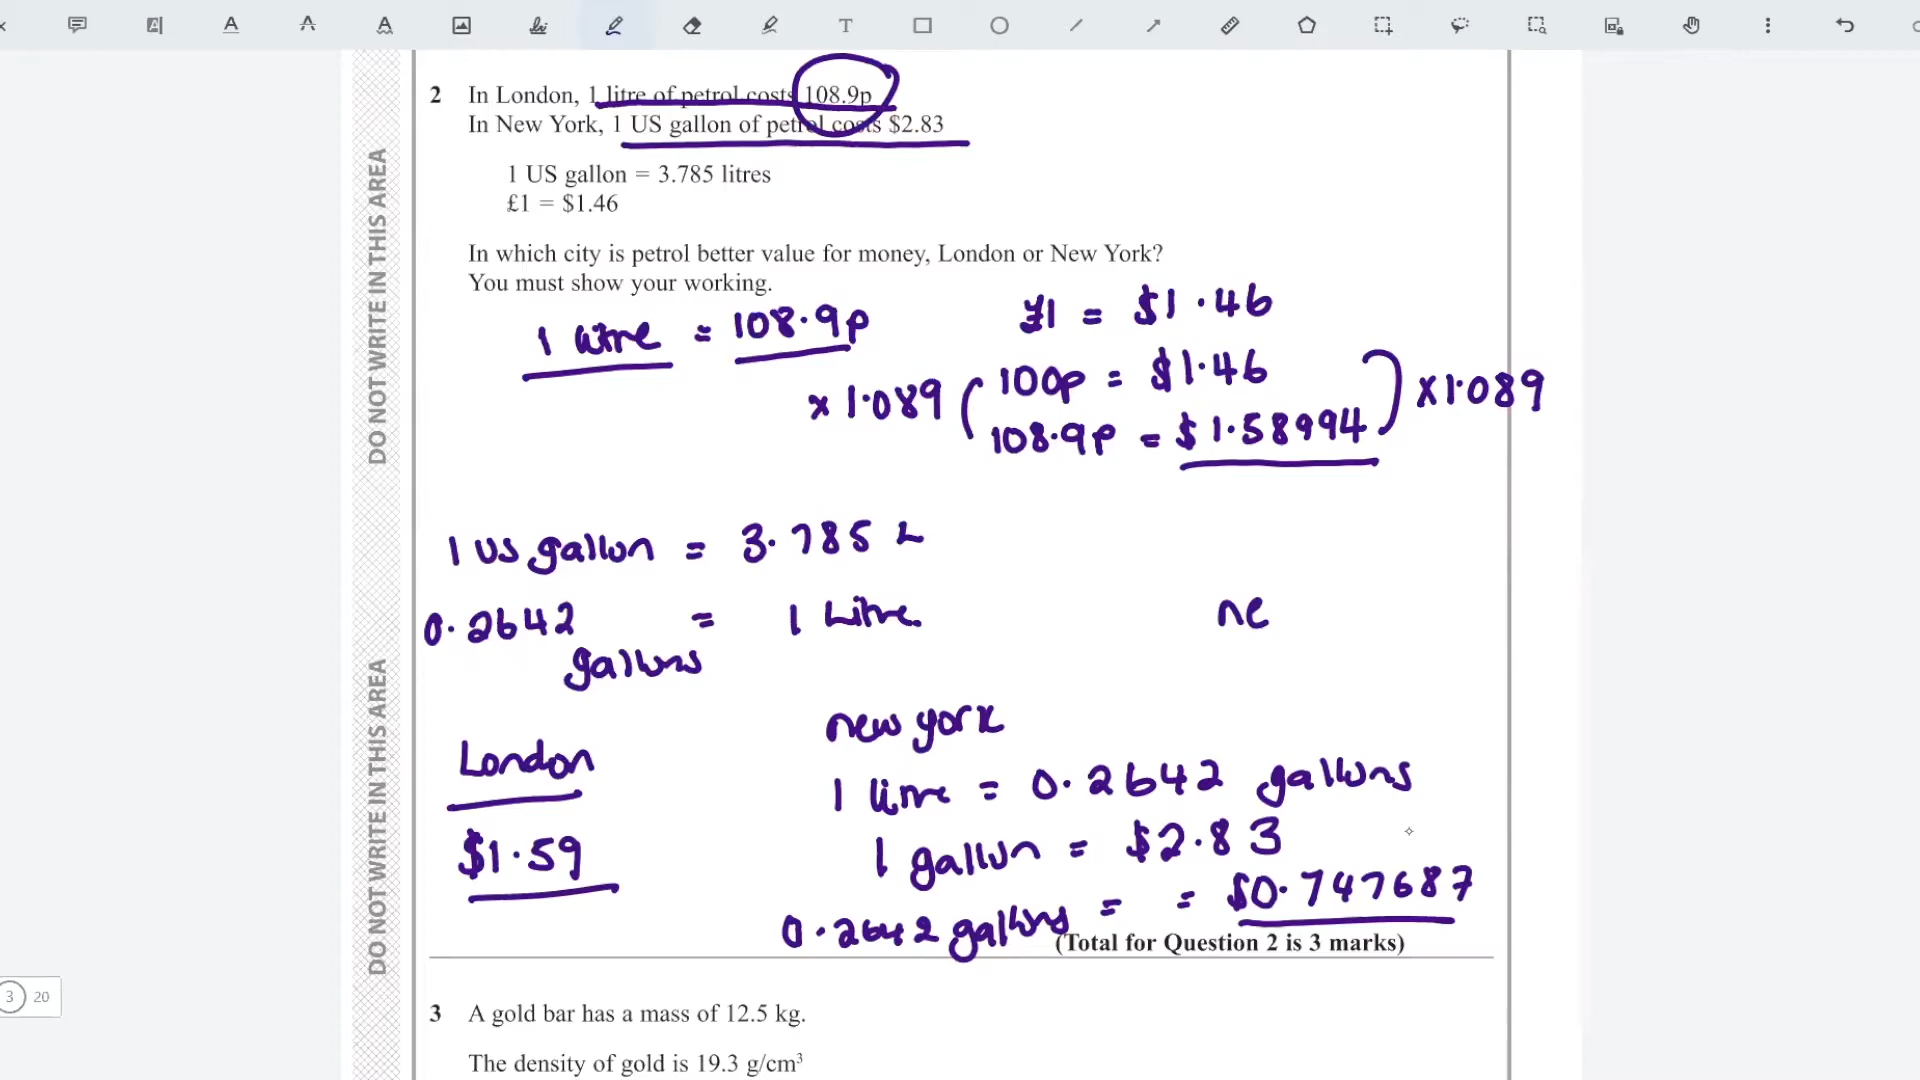 2 In London, 1 litre of petrol costs 108.9p
In New York, 1 US gallon of petrol costs $2.83
1 US gallon = 3.785 litres
£1 = $1.46
In which city is petrol better value for money, London or New York?
You must show your working.
1 litre = 108.9p
£1 = $1.46
100p = $1.46
× 1.089 ( ) ×1.089
108.9p = $1.58994
1 US gallon = 3.785 L
0.2642 = 1 Litre
gallons
ne
London
$1.59
new york
1 litre = 0.2642 gallons
1 gallon = $2.83
0.2642 gallons = = $0.747687
(Total for Question 2 is 3 marks)
3 A gold bar has a mass of 12.5 kg.
The density of gold is 19.3 g/cm³
DO NOT WRITE IN THIS AREA
DO NOT WRITE IN THIS AREA
3 20